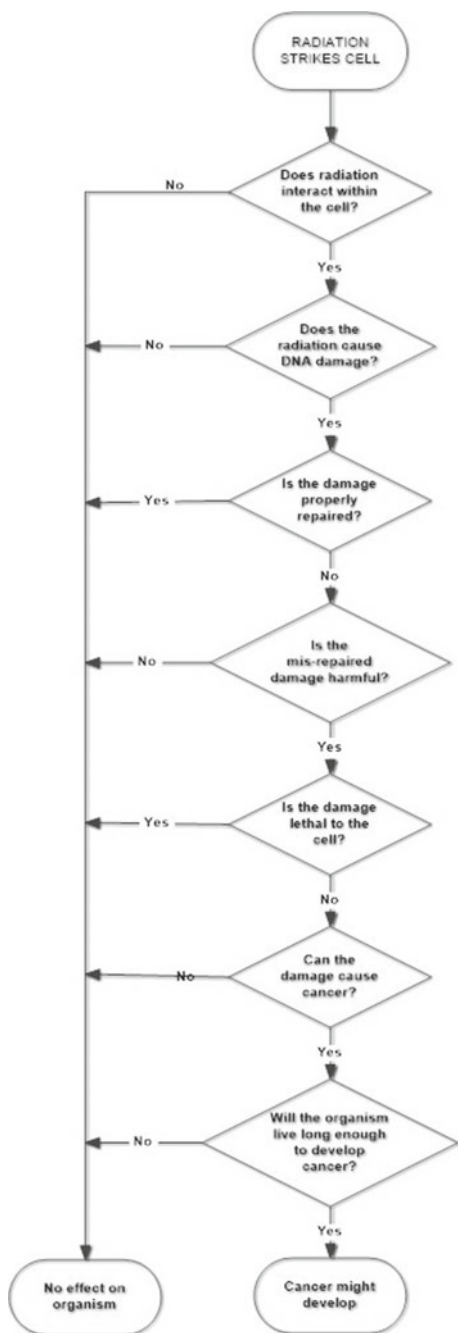 RADIATION
STRIKES CELL
Does radiation
interact within
the cell?
No
Yes
Does the
radiation cause
DNA damage?
No
Yes
Is the damage
properly
repaired?
Yes
No
Is the
mis-repaired
damage harmful?
No
Yes
Is the damage
lethal to the
cell?
Yes
No
Can the
damage cause
cancer?
No
Yes
Will the organism
live long enough
to develop
cancer?
No
Yes
No effect on
organism
Cancer might
develop